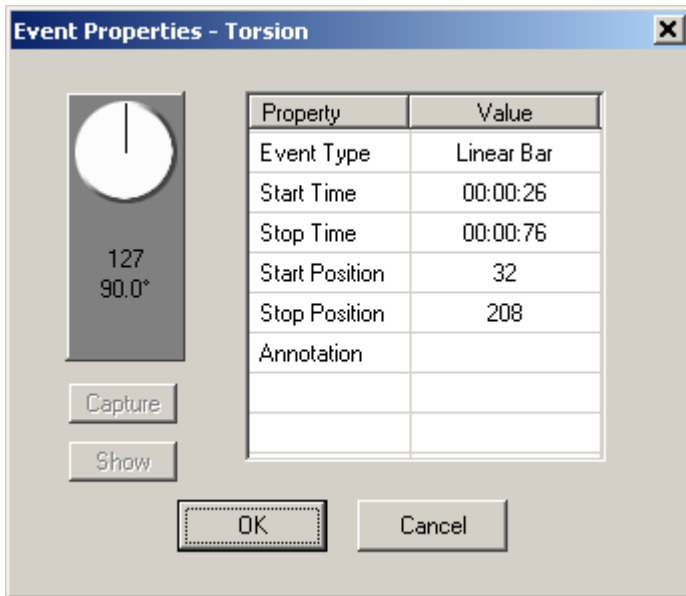 Event Properties - Torsion
127
90.0°
Capture
Show
Property Value
Event Type Linear Bar
Start Time 00:00:26
Stop Time 00:00:76
Start Position 32
Stop Position 208
Annotation
OK Cancel